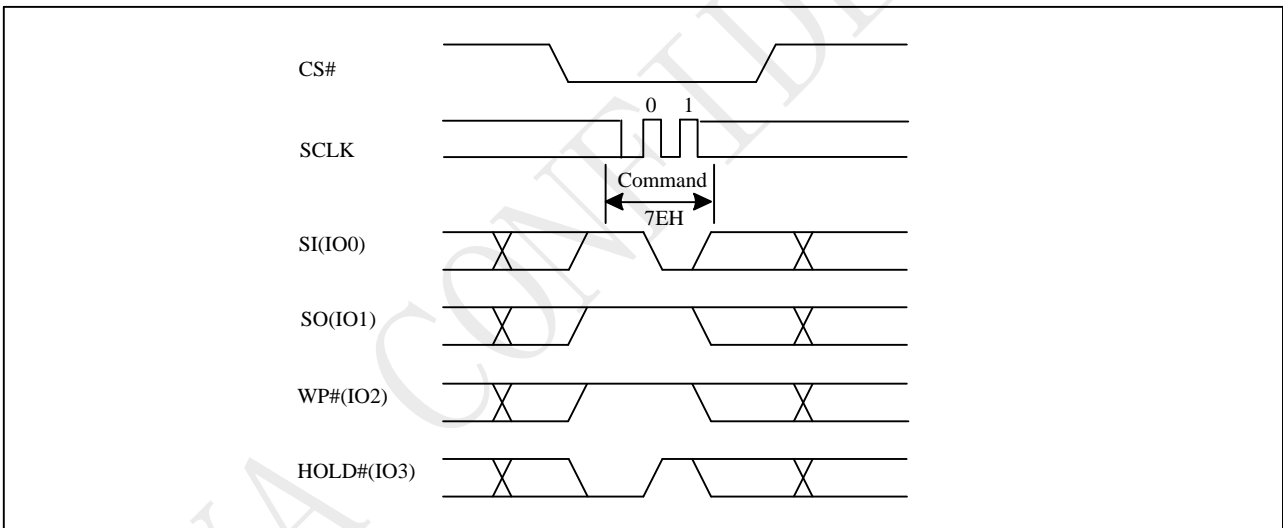 CS#
0 1
SCLK
Command
7EH
SI(IO0)
SO(IO1)
WP#(IO2)
HOLD#(IO3)